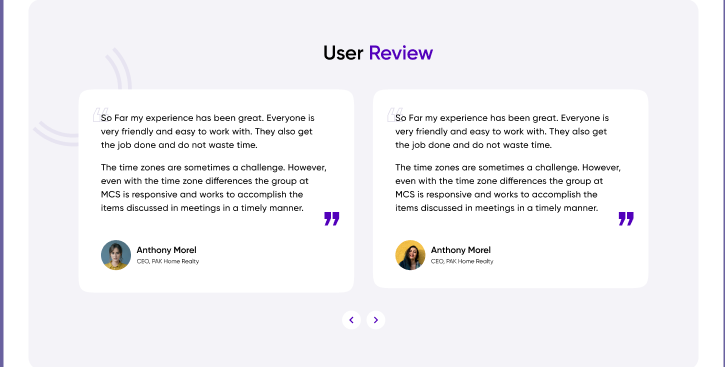 User Review
So Far my experience has been great. Everyone is
very friendly and easy to work with. They also get
the job done and do not waste time.
The time zones are sometimes a challenge. However,
even with the time zone differences the group at
MCS is responsive and works to accomplish the
items discussed in meetings in a timely manner.
Anthony Morel
CEO, PAK Home Realty
So Far my experience has been great. Everyone is
very friendly and easy to work with. They also get
the job done and do not waste time.
The time zones are sometimes a challenge. However,
even with the time zone differences the group at
MCS is responsive and works to accomplish the
items discussed in meetings in a timely manner.
Anthony Morel
CEO, PAK Home Realty